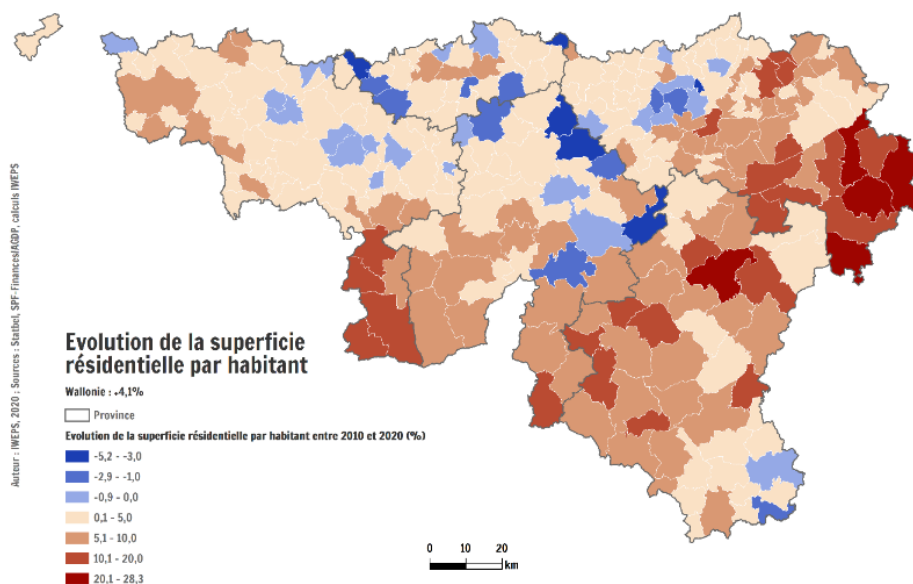 Evolution de la superficie
résidentielle par habitant
Wallonie : +4,1%
Province
Evolution de la superficie résidentielle par habitant entre 2010 et 2020 (%)
-5,2 - -3,0
-2,9 - -1,0
-0,9 - 0,0
0,1 - 5,0
5,1 - 10,0
10,1 - 20,0
20,1 - 28,3
0 10 20
km
Auteur : IWEPS, 2020 ; Sources : Statbel, SPF-Finances/AGDP, calculs IWEPS